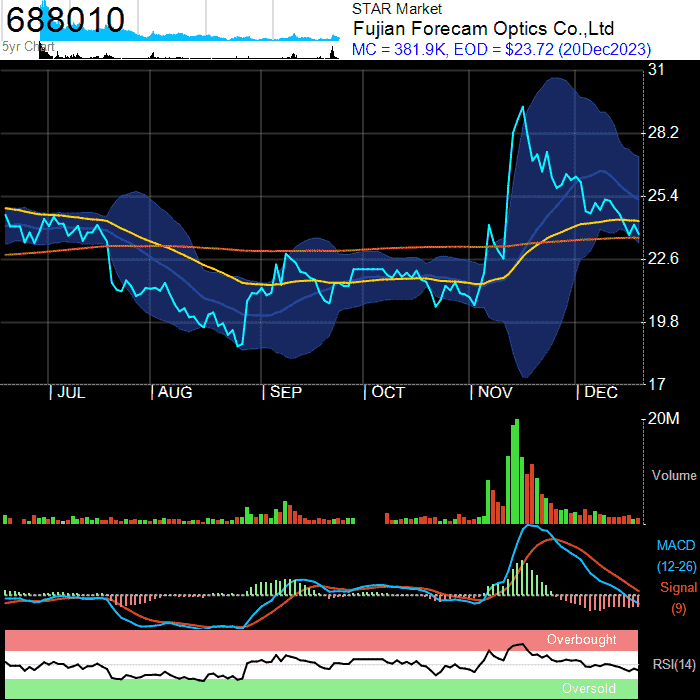 688010
5yr Chart
STAR Market
Fujian Forecam Optics Co.,Ltd
MC = 381.9K, EOD = $23.72 (20Dec2023)
31
28.2
25.4
22.6
19.8
17
JUL AUG SEP OCT NOV DEC
20M
Volume
MACD
(12-26)
Signal
(9)
Overbought
RSI(14)
Oversold